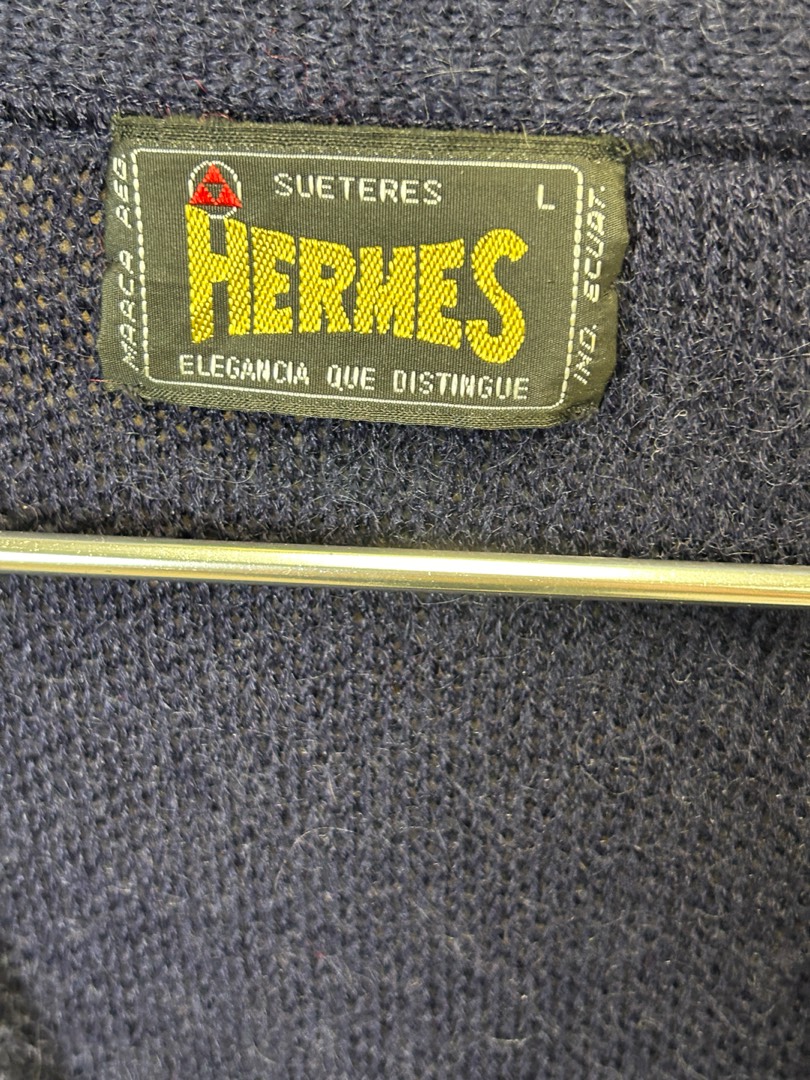 SUETERES L
HERMES
ELEGANCIA QUE DISTINGUE
MARCA REG
IND. ECUAT.